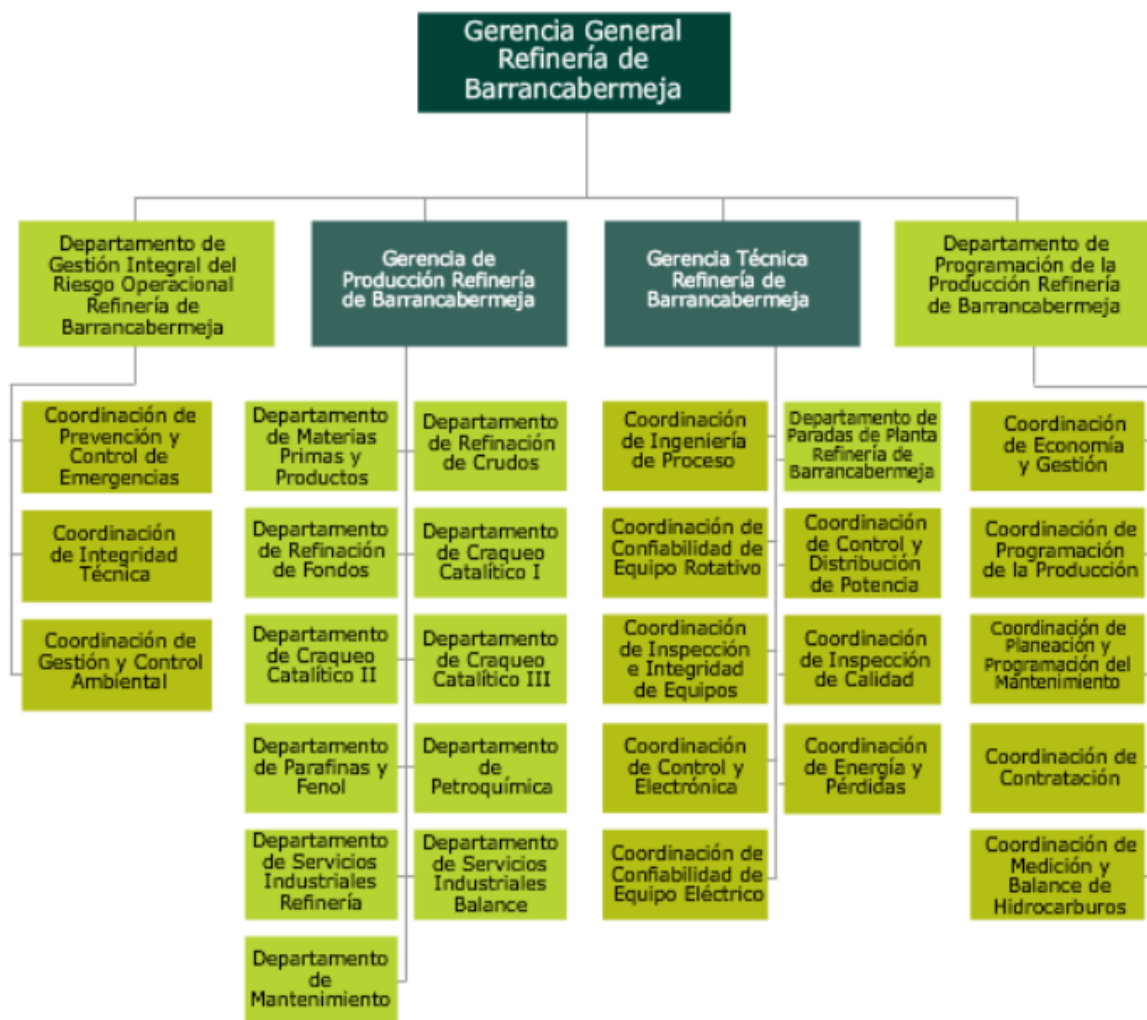 Gerencia General
Refinería de
Barrancabermeja
Departamento de
Gestión Integral del
Riesgo Operacional
Refinería de
Barrancabermeja
Gerencia de
Producción Refinería
de Barrancabermeja
Gerencia Técnica
Refinería de
Barrancabermeja
Departamento de
Programación de la
Producción Refinería
de Barrancabermeja
Coordinación de
Prevención y
Control de
Emergencias
Coordinación
de Integridad
Técnica
Coordinación de
Gestión y Control
Ambiental
Departamento
de Materias
Primas y
Productos
Departamento
de Refinación
de Crudos
Departamento
de Refinación
de Fondos
Departamento
de Craqueo
Catalítico I
Departamento
de Craqueo
Catalítico II
Departamento
de Craqueo
Catalítico III
Departamento
de Parafinas y
Fenol
Departamento
de
Petroquímica
Departamento
de Servicios
Industriales
Refinería
Departamento
de Servicios
Industriales
Balance
Departamento
de
Mantenimiento
Coordinación
de Ingeniería
de Proceso
Departamento de
Paradas de Planta
Refinería de
Barrancabermeja
Coordinación de
Confiabilidad de
Equipo Rotativo
Coordinación
de Control y
Distribución
de Potencia
Coordinación
de Inspección
e Integridad
de Equipos
Coordinación
de Inspección
de Calidad
Coordinación
de Control y
Electrónica
Coordinación
de Energía y
Pérdidas
Coordinación de
Confiabilidad de
Equipo Eléctrico
Coordinación
de Economía
y Gestión
Coordinación de
Programación
de la Producción
Coordinación de
Planeación y
Programación del
Mantenimiento
Coordinación de
Contratación
Coordinación de
Medición y
Balance de
Hidrocarburos